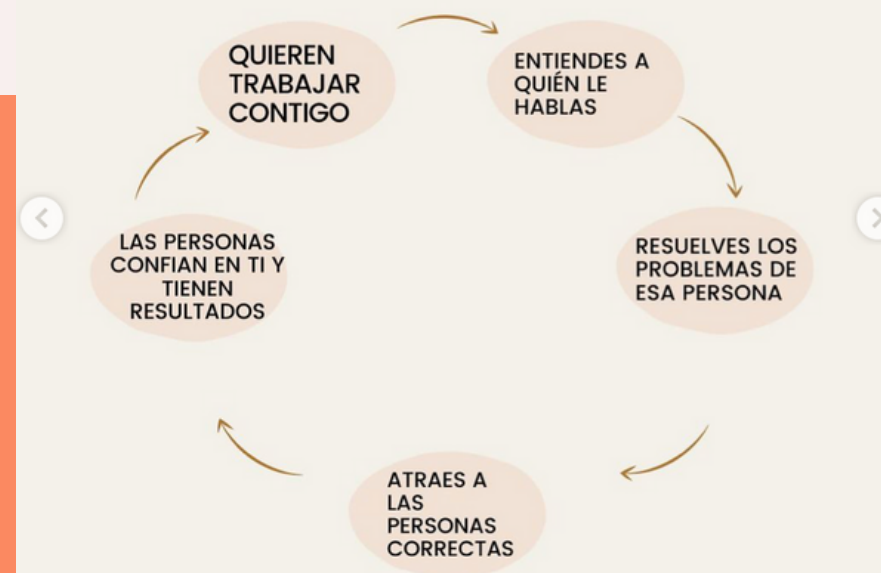 QUIEREN
TRABAJAR
CONTIGO
ENTIENDES A
QUIÉN LE
HABLAS
RESUELVES LOS
PROBLEMAS DE
ESA PERSONA
ATRAES A
LAS
PERSONAS
CORRECTAS
LAS PERSONAS
CONFIAN EN TI Y
TIENEN
RESULTADOS